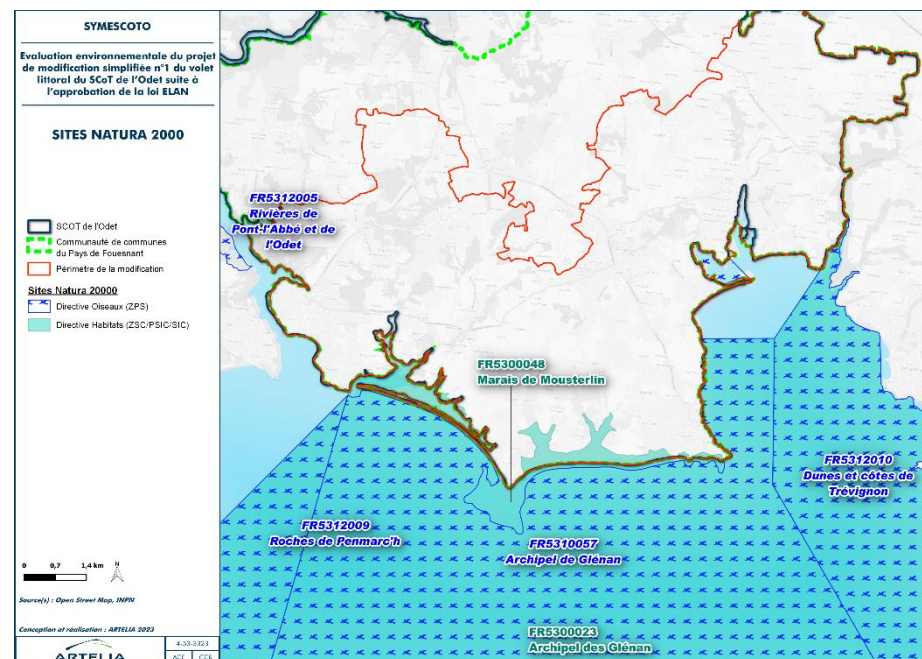 SYMESCOTO
Evaluation environnementale du projet
de modification simplifiée n°1 du volet
littoral du SCoT de l'Odet suite à
l'approbation de la loi ELAN
SITES NATURA 2000
SCOT de l'Odet
Communauté de communes
du Pays de Fouesnant
Périmètre de la modification
Sites Natura 20000
Directive Oiseaux (ZPS)
Directive Habitats (ZSC/PSIC/SIC)
0 0,7 1,4 km N
Source(s) : Open Street Map, INPN
Conception et réalisation : ARTELIA 2023
ARTELIA
4-53-3323
FR5312005
Rivières de
Pont-l'Abbé et de
l'Odet
FR5300048
Marais de Mousterlin
FR5312010
Dunes et côtes de
Trévignon
FR5312009
Roches de Penmarc'h
FR5310057
Archipel de Glénan
FR5300023
Archipel des Glénan